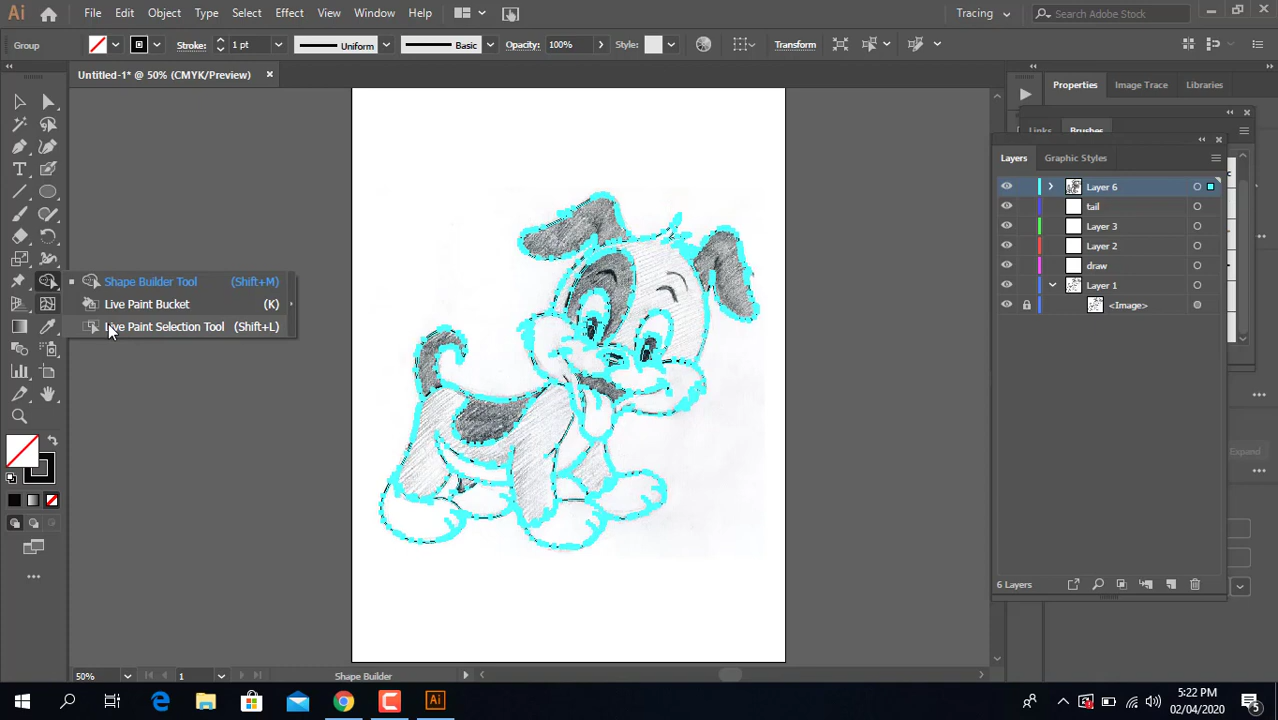 Ai File Edit Object Type Select Effect View Window Help Tracing Search Adobe Stock
Group Stroke: 1 pt Uniform Basic Opacity: 100% Style: Transform
Untitled-1* @ 50% (CMYK/Preview)
Properties Image Trace Libraries
Links Brushes
Layers Graphic Styles
Layer 6
tail
Layer 3
Layer 2
draw
Layer 1
<Image>
Shape Builder Tool (Shift+M)
Live Paint Bucket (K)
Live Paint Selection Tool (Shift+L)
Expand
6 Layers
50% 1 Shape Builder
5:22 PM
02/04/2020
5